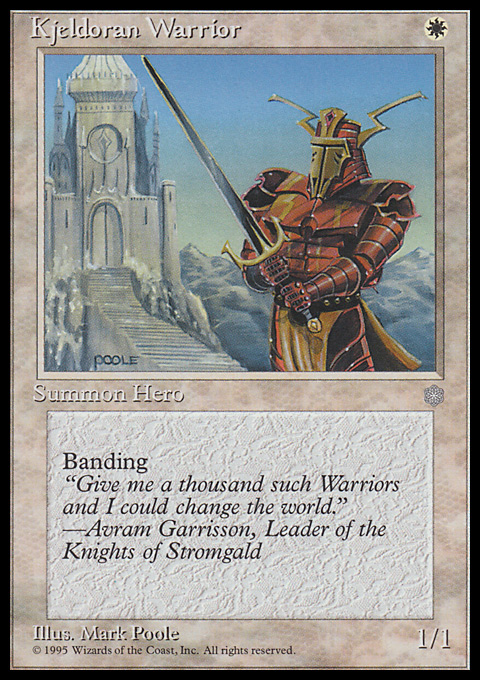 Kjeldoran Warrior
POOLE
Summon Hero
Banding
“Give me a thousand such Warriors
and I could change the world.”
—Avram Garrisson, Leader of the
Knights of Stromgald
Illus. Mark Poole
1/1
© 1995 Wizards of the Coast, Inc. All rights reserved.